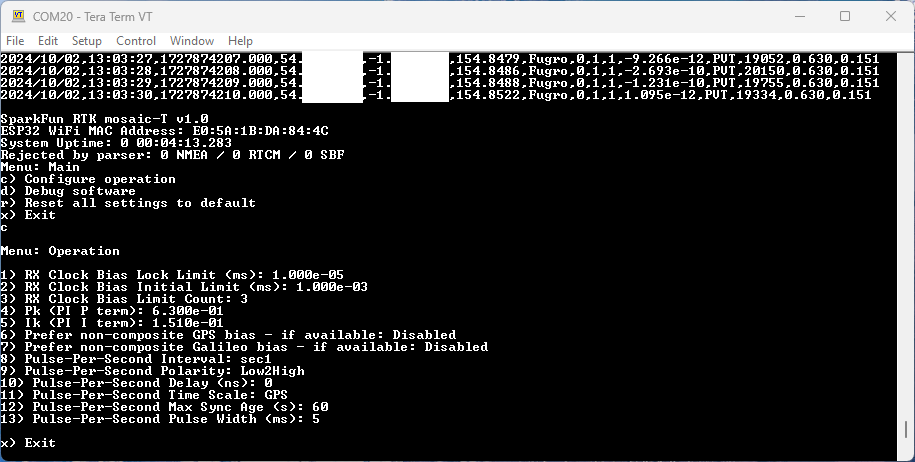 COM20 - Tera Term VT
File Edit Setup Control Window Help
2024/10/02,13:03:27,1727874207.000,54. ,-1. ,154.8479,Fugro,0,1,1,-9.266e-12,PVT,19052,0.630,0.151
2024/10/02,13:03:28,1727874208.000,54. ,-1. ,154.8486,Fugro,0,1,1,-2.693e-10,PVT,20150,0.630,0.151
2024/10/02,13:03:29,1727874209.000,54. ,-1. ,154.8488,Fugro,0,1,1,-1.231e-10,PVT,19755,0.630,0.151
2024/10/02,13:03:30,1727874210.000,54. ,-1. ,154.8522,Fugro,0,1,1,1.095e-12,PVT,19334,0.630,0.151
SparkFun RTK mosaic-T v1.0
ESP32 WiFi MAC Address: E0:5A:1B:DA:84:4C
System Uptime: 0 00:04:13.283
Rejected by parser: 0 NMEA / 0 RTCM / 0 SBF
Menu: Main
c) Configure operation
d) Debug software
r) Reset all settings to default
x) Exit
c
Menu: Operation
1) RX Clock Bias Lock Limit (ms): 1.000e-05
2) RX Clock Bias Initial Limit (ms): 1.000e-03
3) RX Clock Bias Limit Count: 3
4) Pk (PI P term): 6.300e-01
5) Ik (PI I term): 1.510e-01
6) Prefer non-composite GPS bias - if available: Disabled
7) Prefer non-composite Galileo bias - if available: Disabled
8) Pulse-Per-Second Interval: sec1
9) Pulse-Per-Second Polarity: Low2High
10) Pulse-Per-Second Delay (ns): 0
11) Pulse-Per-Second Time Scale: GPS
12) Pulse-Per-Second Max Sync Age (s): 60
13) Pulse-Per-Second Pulse Width (ms): 5
x) Exit